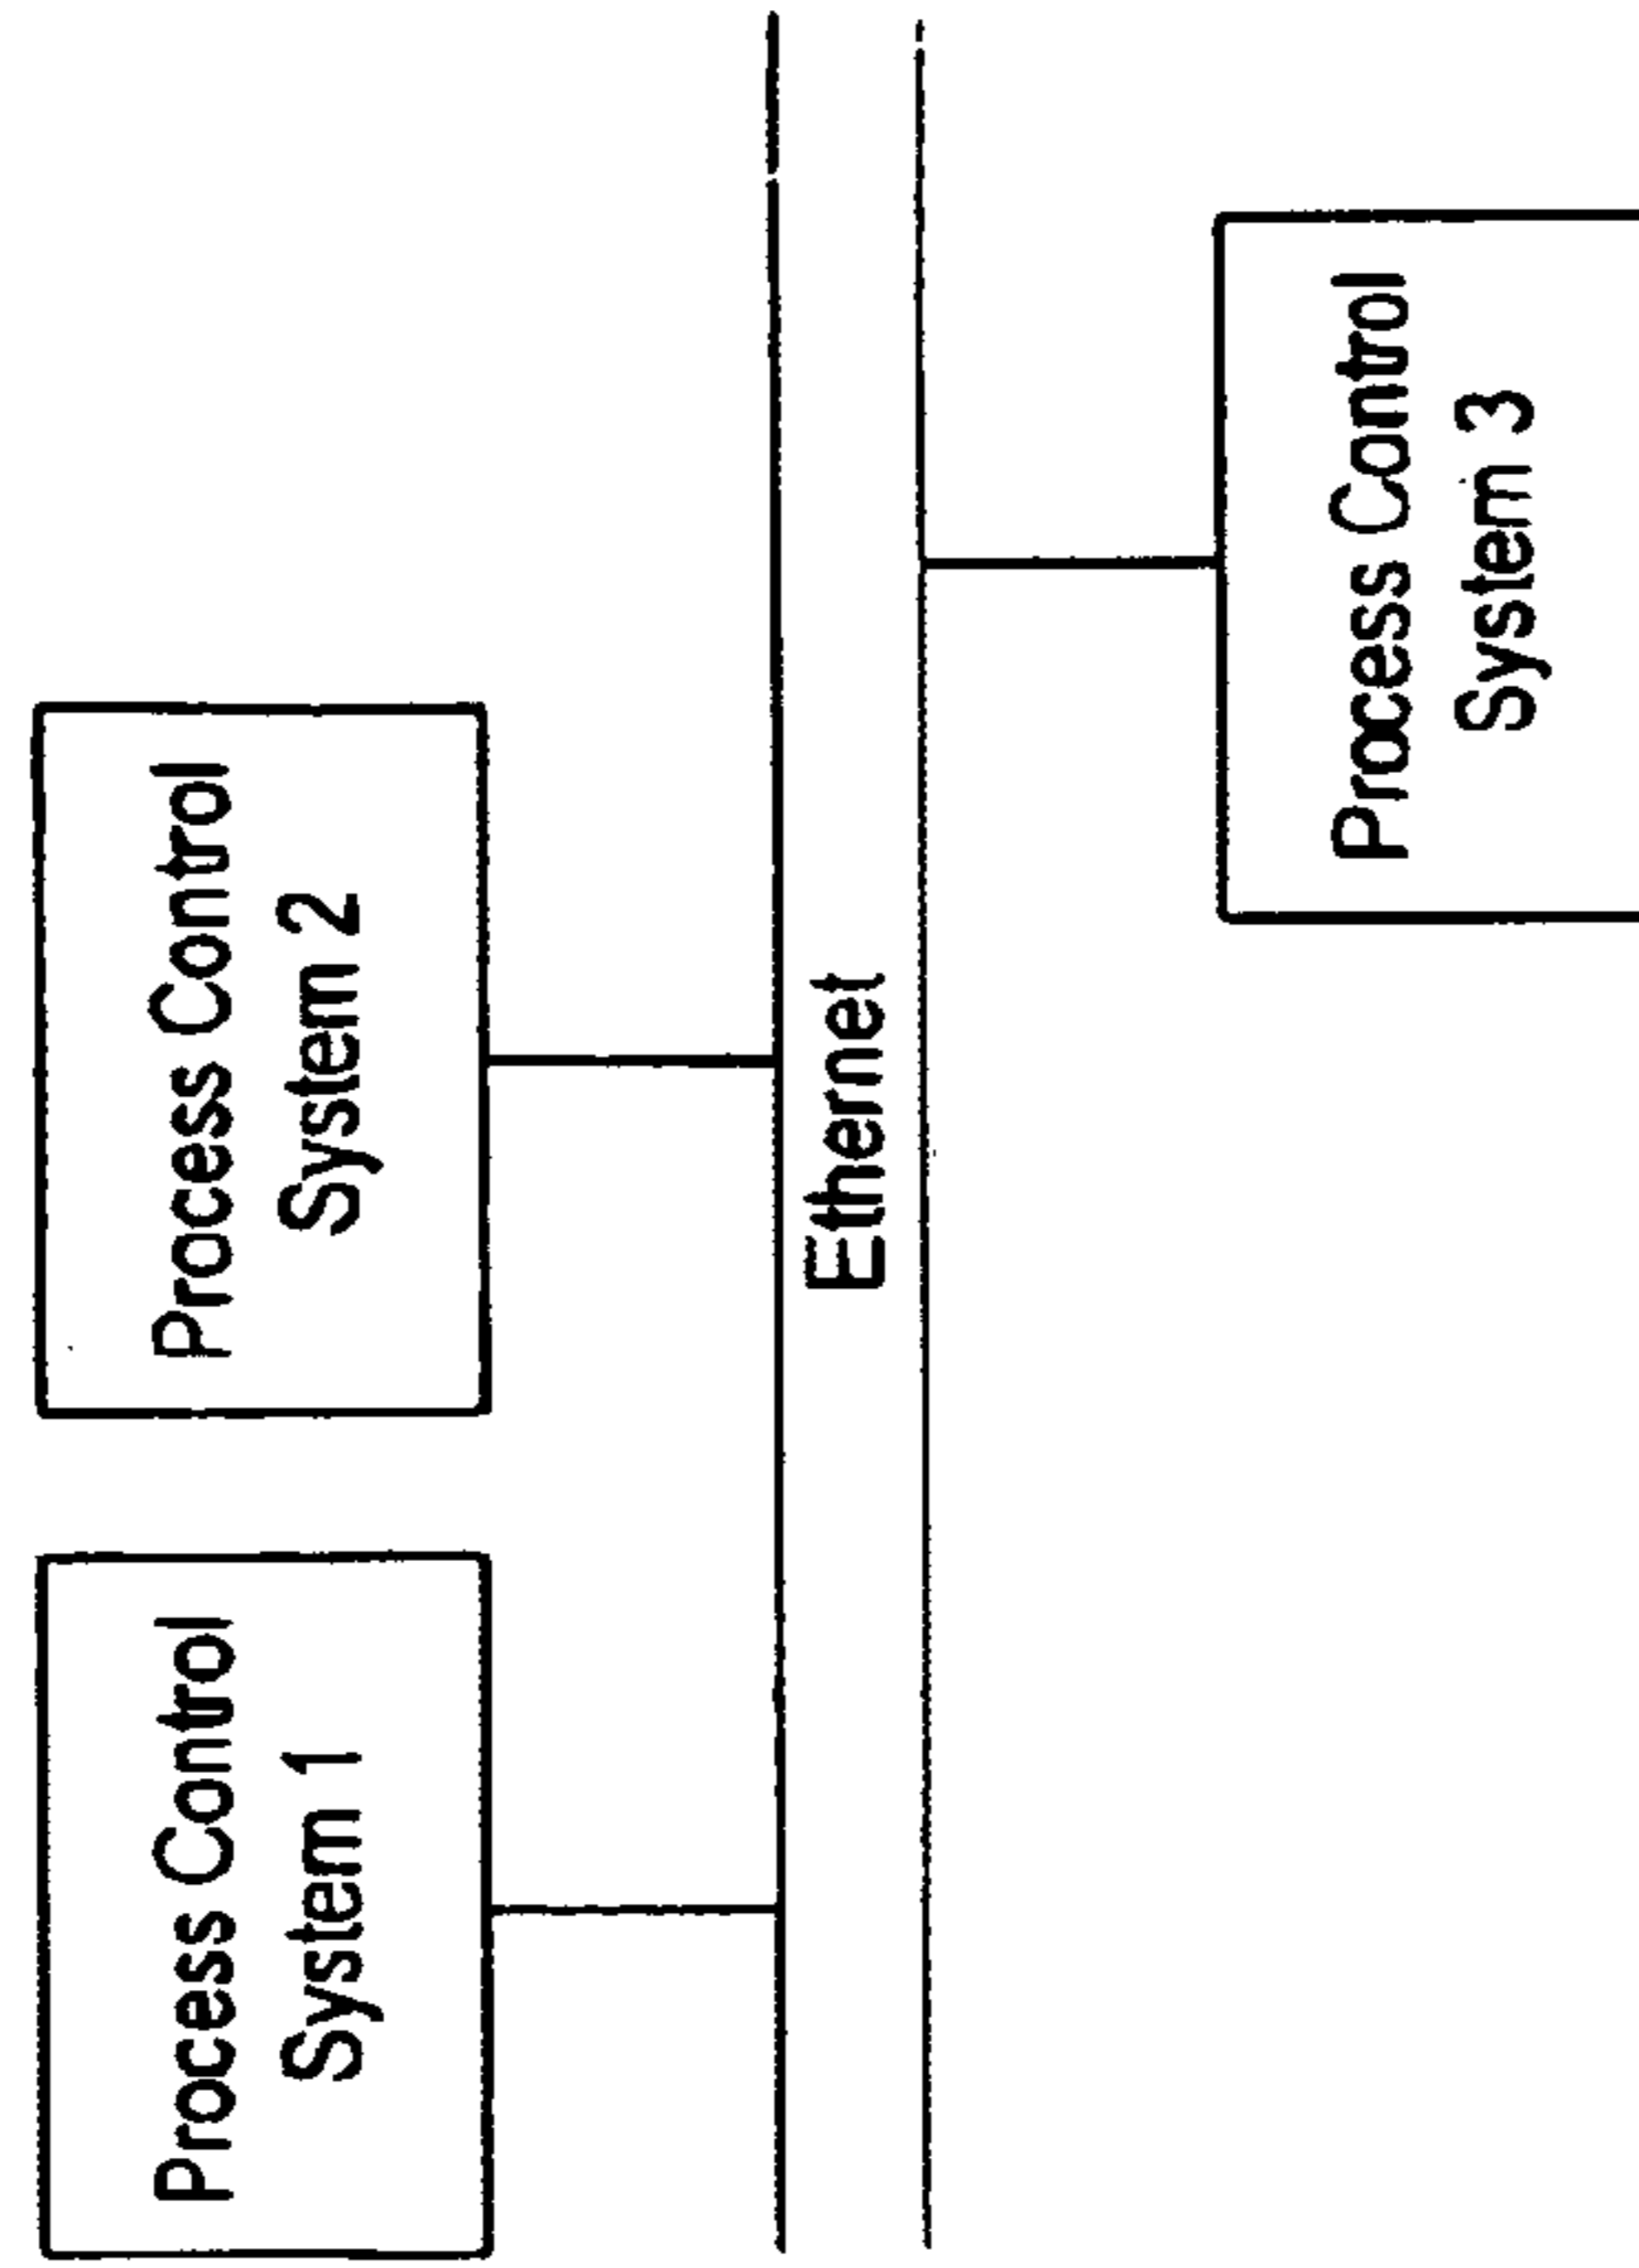 Process Control
System 1
Process Control
System 2
Ethernet
Process Control
System 3